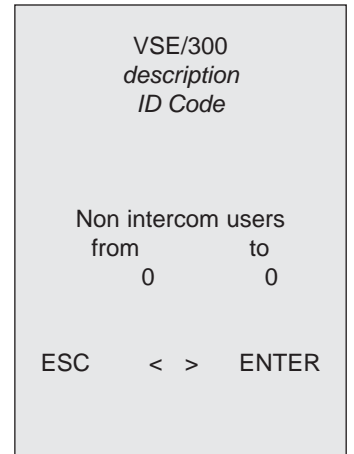 VSE/300
description
ID Code
Non intercom users
from to
0 0
ESC < > ENTER